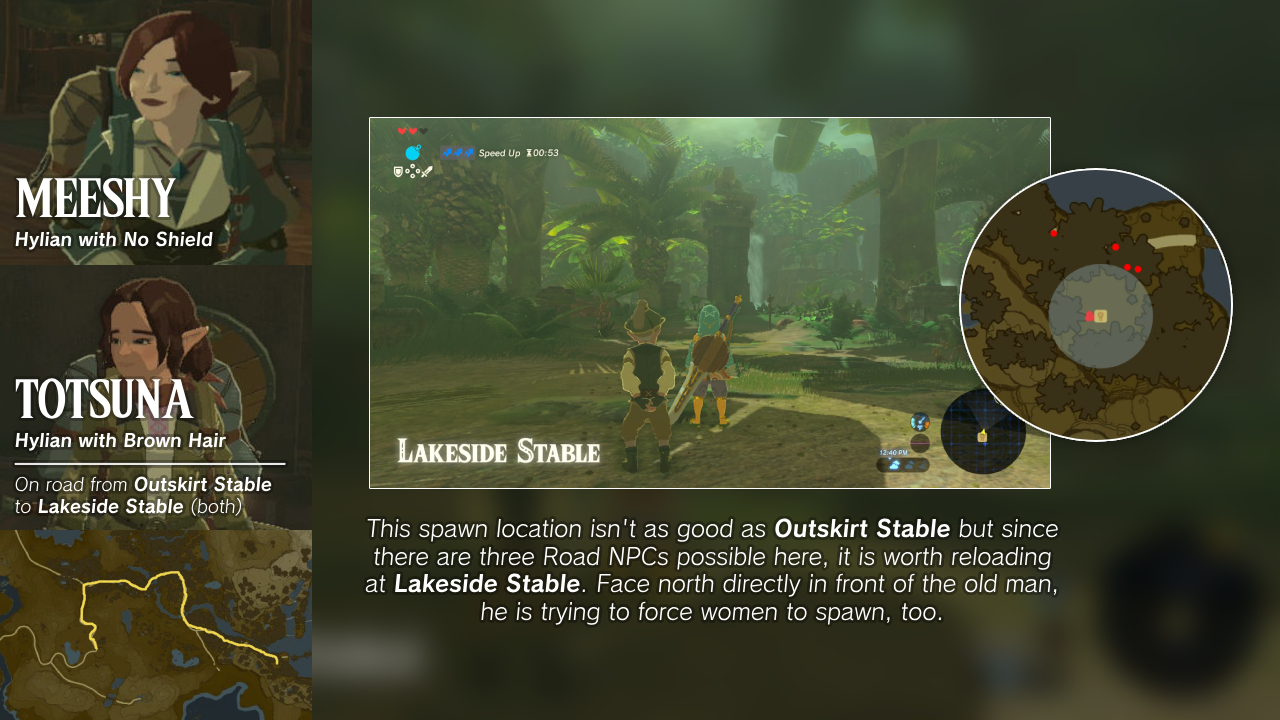 MEESHY
Hylian with No Shield
TOTSUNA
Hylian with Brown Hair
On road from Outskirt Stable
to Lakeside Stable (both)
Speed Up 00:53
LAKESIDE STABLE
12:40 PM
This spawn location isn't as good as Outskirt Stable but since
there are three Road NPCs possible here, it is worth reloading
at Lakeside Stable. Face north directly in front of the old man,
he is trying to force women to spawn, too.